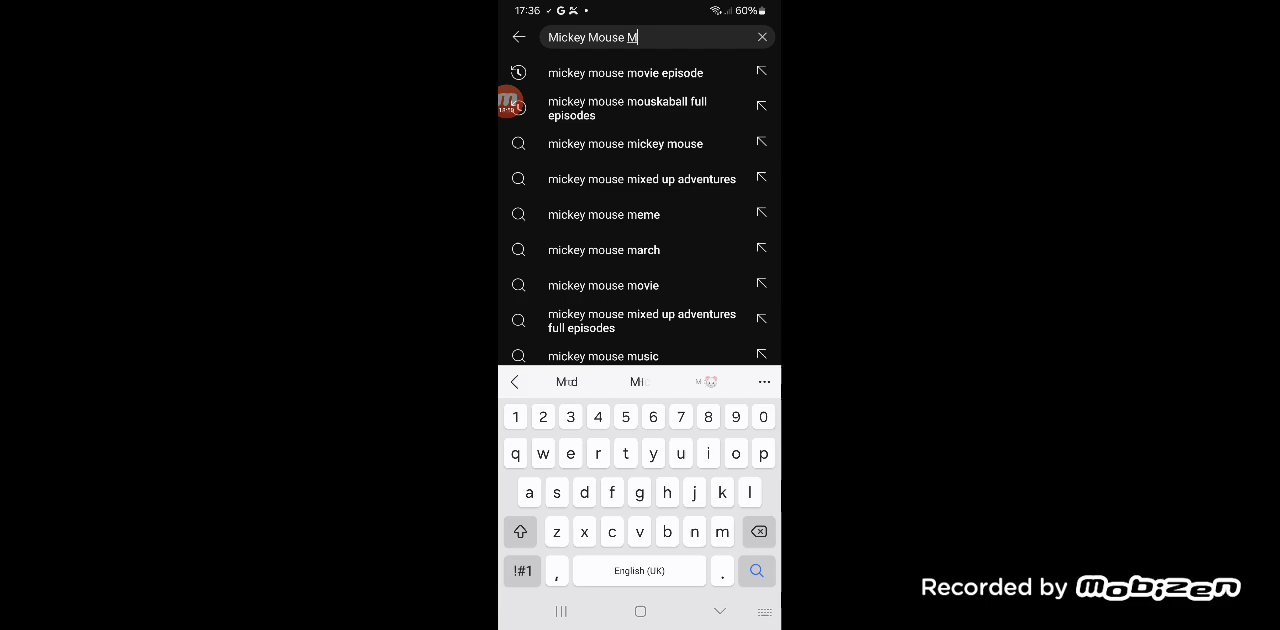 17:36
60%
Mickey Mouse M
mickey mouse movie episode
mickey mouse mouskaball full
episodes
mickey mouse mickey mouse
mickey mouse mixed up adventures
mickey mouse meme
mickey mouse march
mickey mouse movie
mickey mouse mixed up adventures
full episodes
mickey mouse music
1 2 3 4 5 6 7 8 9 0
q w e r t y u i o p
a s d f g h j k l
z x c v b n m
!#1 , English (UK) .
Recorded by mobizen